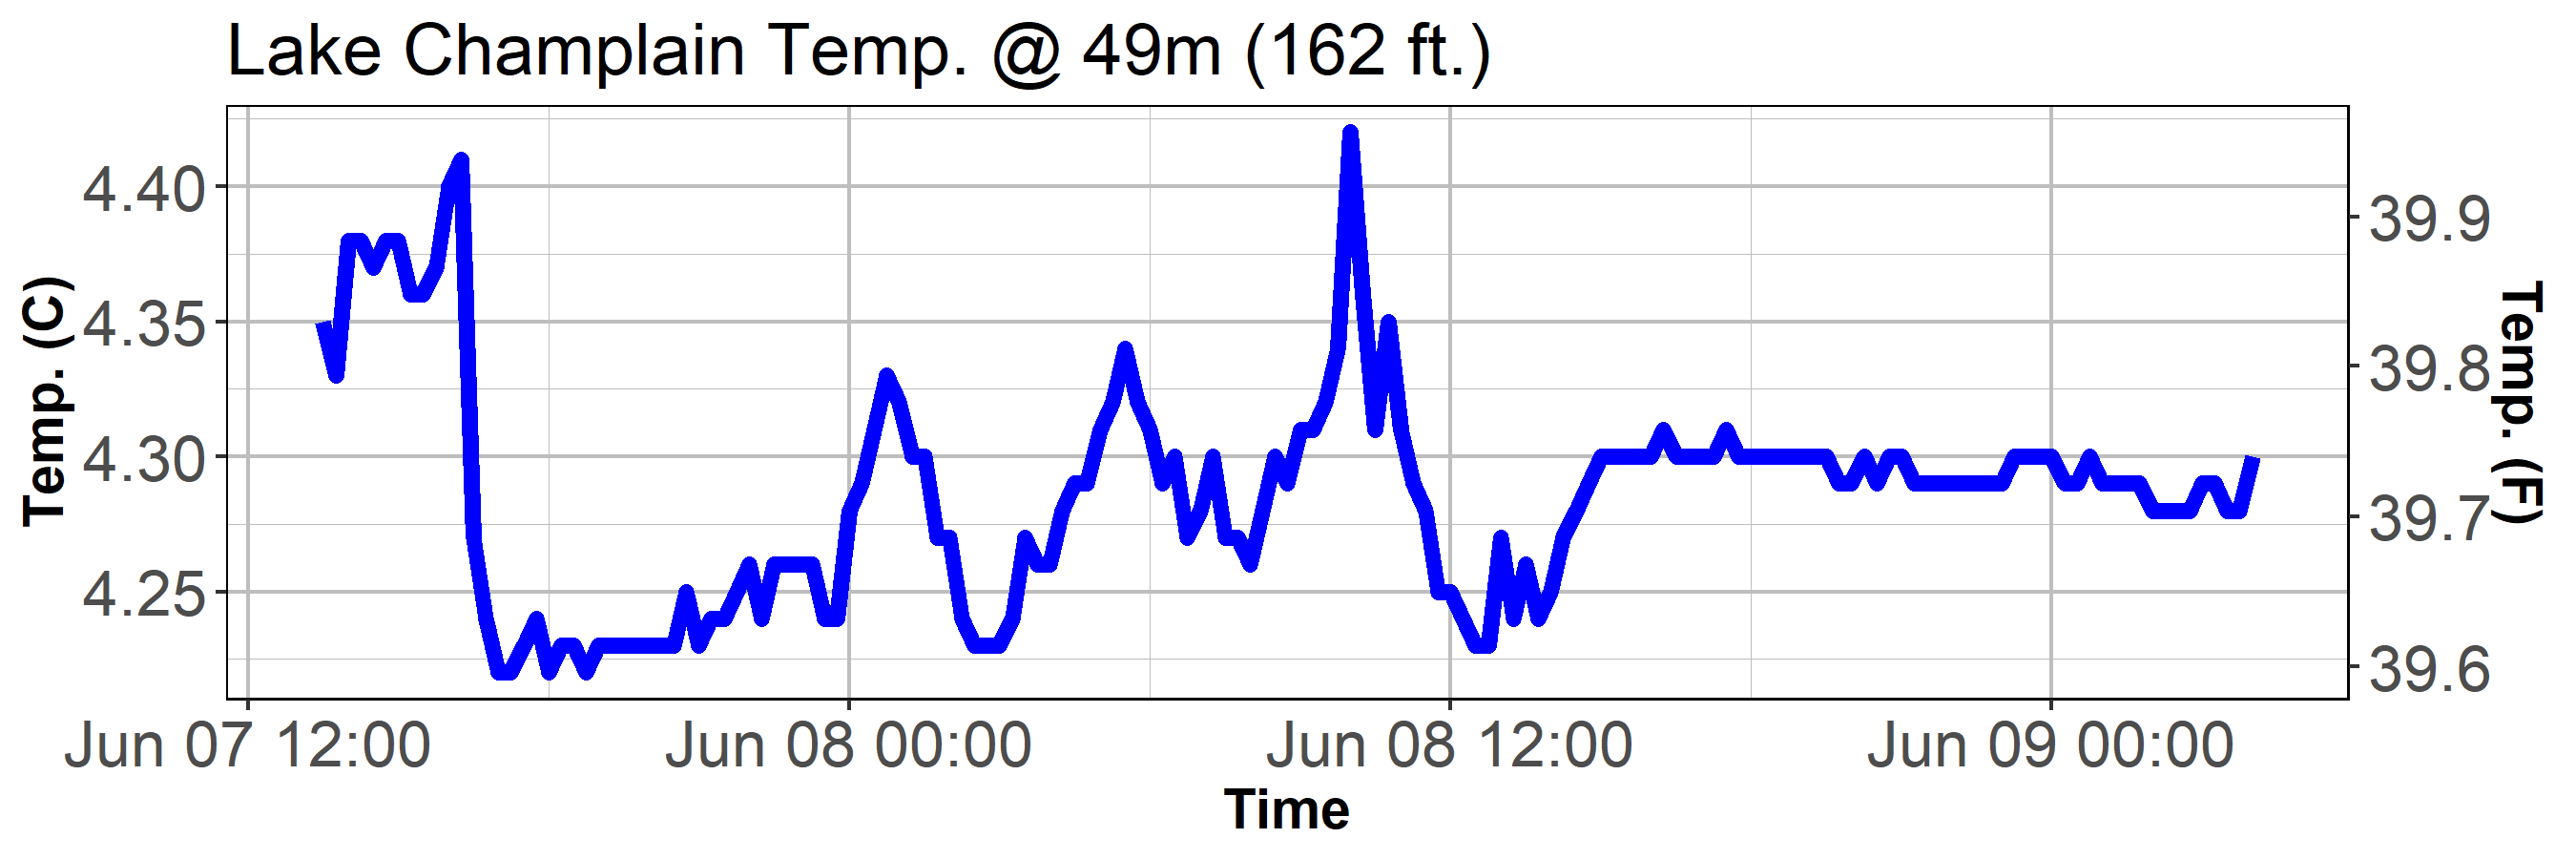 Lake Champlain Temp. @ 49m (162 ft.)
Temp. (C)
4.40
4.35
4.30
4.25
39.9
39.8
39.7
39.6
Temp. (F)
Jun 07 12:00
Jun 08 00:00
Jun 08 12:00
Jun 09 00:00
Time